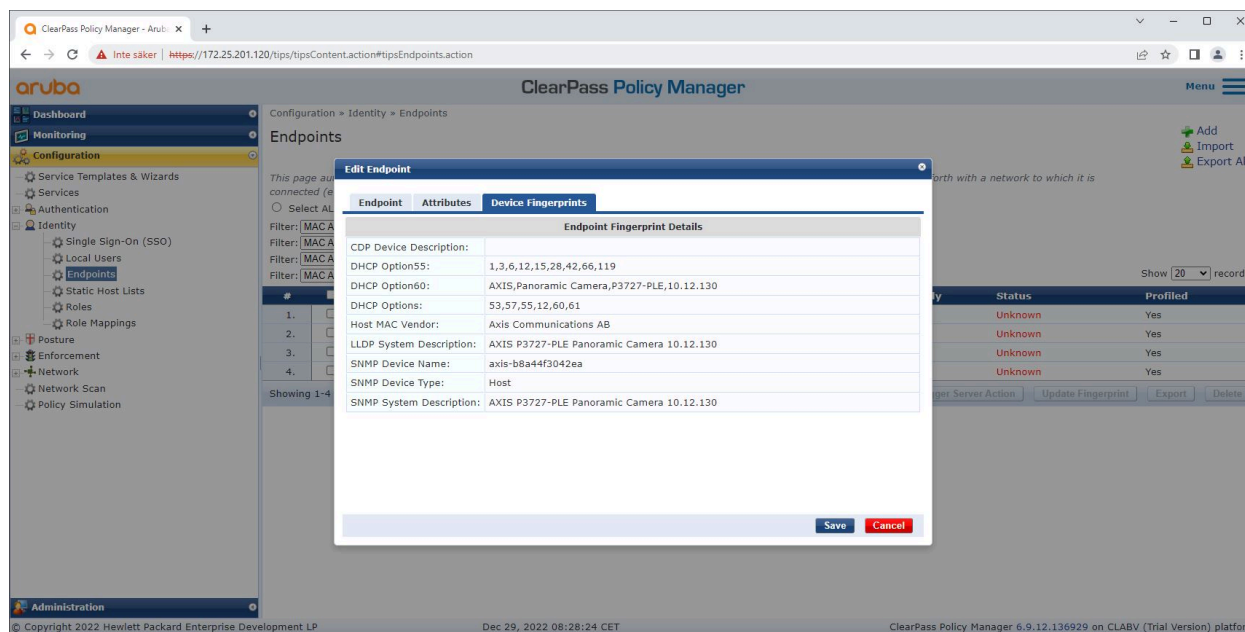 ClearPass Policy Manager - Arub
Inte säker | https://172.25.201.120/tips/tipsContent.action#tipsEndpoints.action
aruba
ClearPass Policy Manager
Menu
Dashboard
Monitoring
Configuration
Service Templates & Wizards
Services
Authentication
Identity
Single Sign-On (SSO)
Local Users
Endpoints
Static Host Lists
Roles
Role Mappings
Posture
Enforcement
Network
Network Scan
Policy Simulation
Administration
Configuration » Identity » Endpoints
Endpoints
Add
Import
Export Al
This page au
orth with a network to which it is
connected (e
Select AL
Filter: MAC A
Filter: MAC A
Filter: MAC A
Filter: MAC A
Show 20 record
# y Status Profiled
1. Unknown Yes
2. Unknown Yes
3. Unknown Yes
4. Unknown Yes
Showing 1-4
ger Server Action Update Fingerprint Export Delete
Edit Endpoint
Endpoint Attributes Device Fingerprints
Endpoint Fingerprint Details
CDP Device Description:
DHCP Option55: 1,3,6,12,15,28,42,66,119
DHCP Option60: AXIS,Panoramic Camera,P3727-PLE,10.12.130
DHCP Options: 53,57,55,12,60,61
Host MAC Vendor: Axis Communications AB
LLDP System Description: AXIS P3727-PLE Panoramic Camera 10.12.130
SNMP Device Name: axis-b8a44f3042ea
SNMP Device Type: Host
SNMP System Description: AXIS P3727-PLE Panoramic Camera 10.12.130
Save Cancel
© Copyright 2022 Hewlett Packard Enterprise Development LP
Dec 29, 2022 08:28:24 CET
ClearPass Policy Manager 6.9.12.136929 on CLABV (Trial Version) platfor